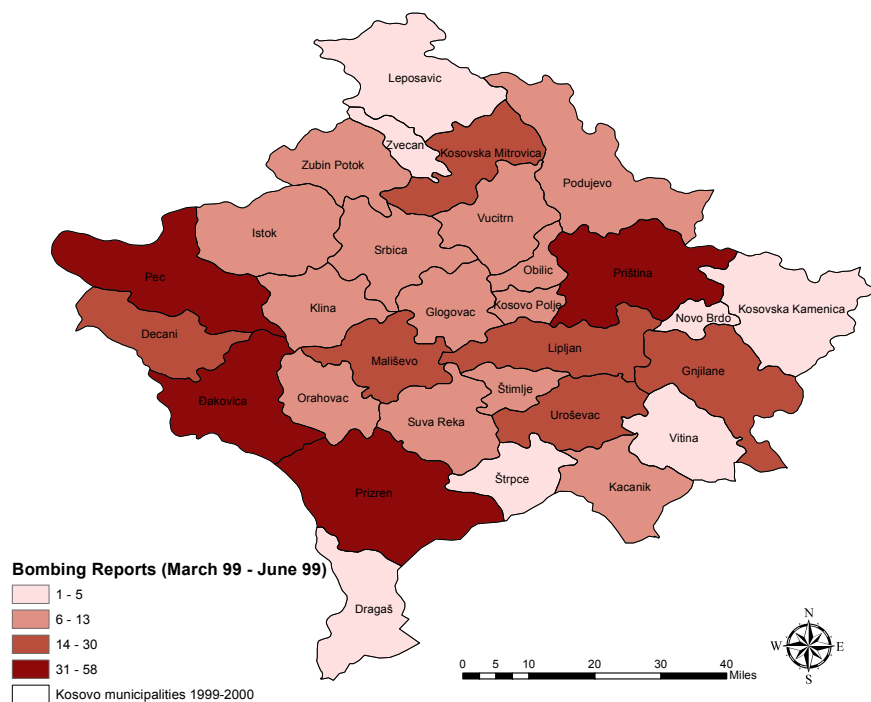 Leposavic
Zvecan
Kosovska Mitrovica
Zubin Potok
Podujevo
Vucitrn
Istok
Srbica
Obilic
Priština
Pec
Klina
Glogovac
Kosovo Polje
Novo Brdo
Kosovska Kamenica
Decani
Mališevo
Lipljan
Gnjilane
Đakovica
Orahovac
Štimlje
Suva Reka
Uroševac
Vitina
Štrpce
Prizren
Kacanik
Dragaš
Bombing Reports (March 99 - June 99)
1 - 5
6 - 13
14 - 30
31 - 58
Kosovo municipalities 1999-2000
0 5 10 20 30 40
Miles
N
W E
S